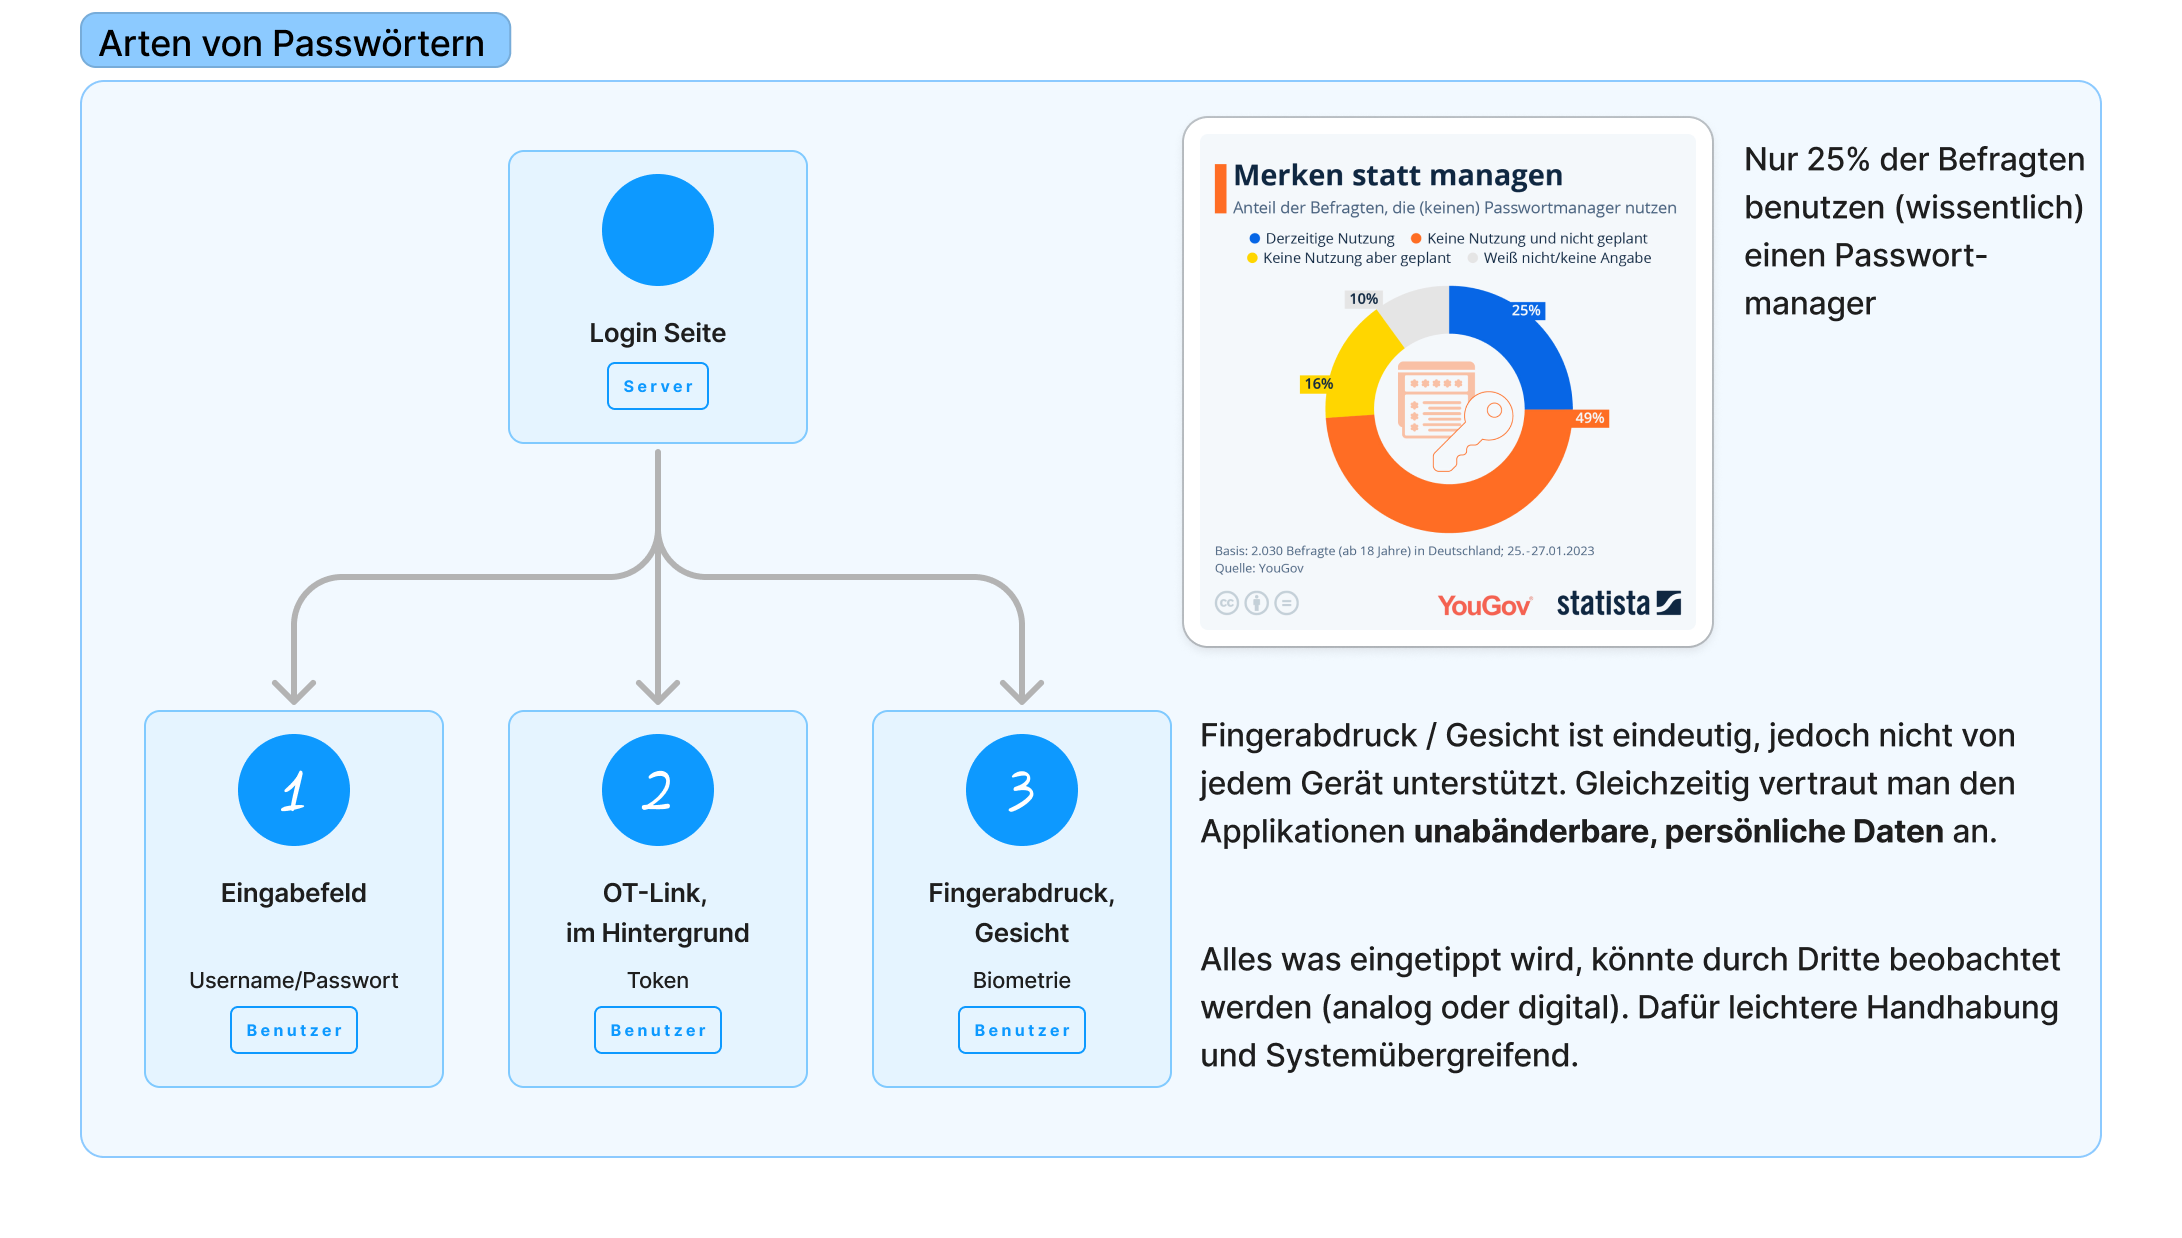 Arten von Passwörtern
Login Seite
Server
1
Eingabefeld
Username/Passwort
Benutzer
2
OT-Link,
im Hintergrund
Token
Benutzer
3
Fingerabdruck,
Gesicht
Biometrie
Benutzer
Merken statt managen
Anteil der Befragten, die (keinen) Passwortmanager nutzen
Derzeitige Nutzung
Keine Nutzung und nicht geplant
Keine Nutzung aber geplant
Weiß nicht/keine Angabe
10%
25%
16%
49%
Basis: 2.030 Befragte (ab 18 Jahre) in Deutschland; 25.-27.01.2023
Quelle: YouGov
cc
YouGov
statista
Nur 25% der Befragten
benutzen (wissentlich)
einen Passwort-
manager
Fingerabdruck / Gesicht ist eindeutig, jedoch nicht von
jedem Gerät unterstützt. Gleichzeitig vertraut man den
Applikationen unabänderbare, persönliche Daten an.
Alles was eingetippt wird, könnte durch Dritte beobachtet
werden (analog oder digital). Dafür leichtere Handhabung
und Systemübergreifend.